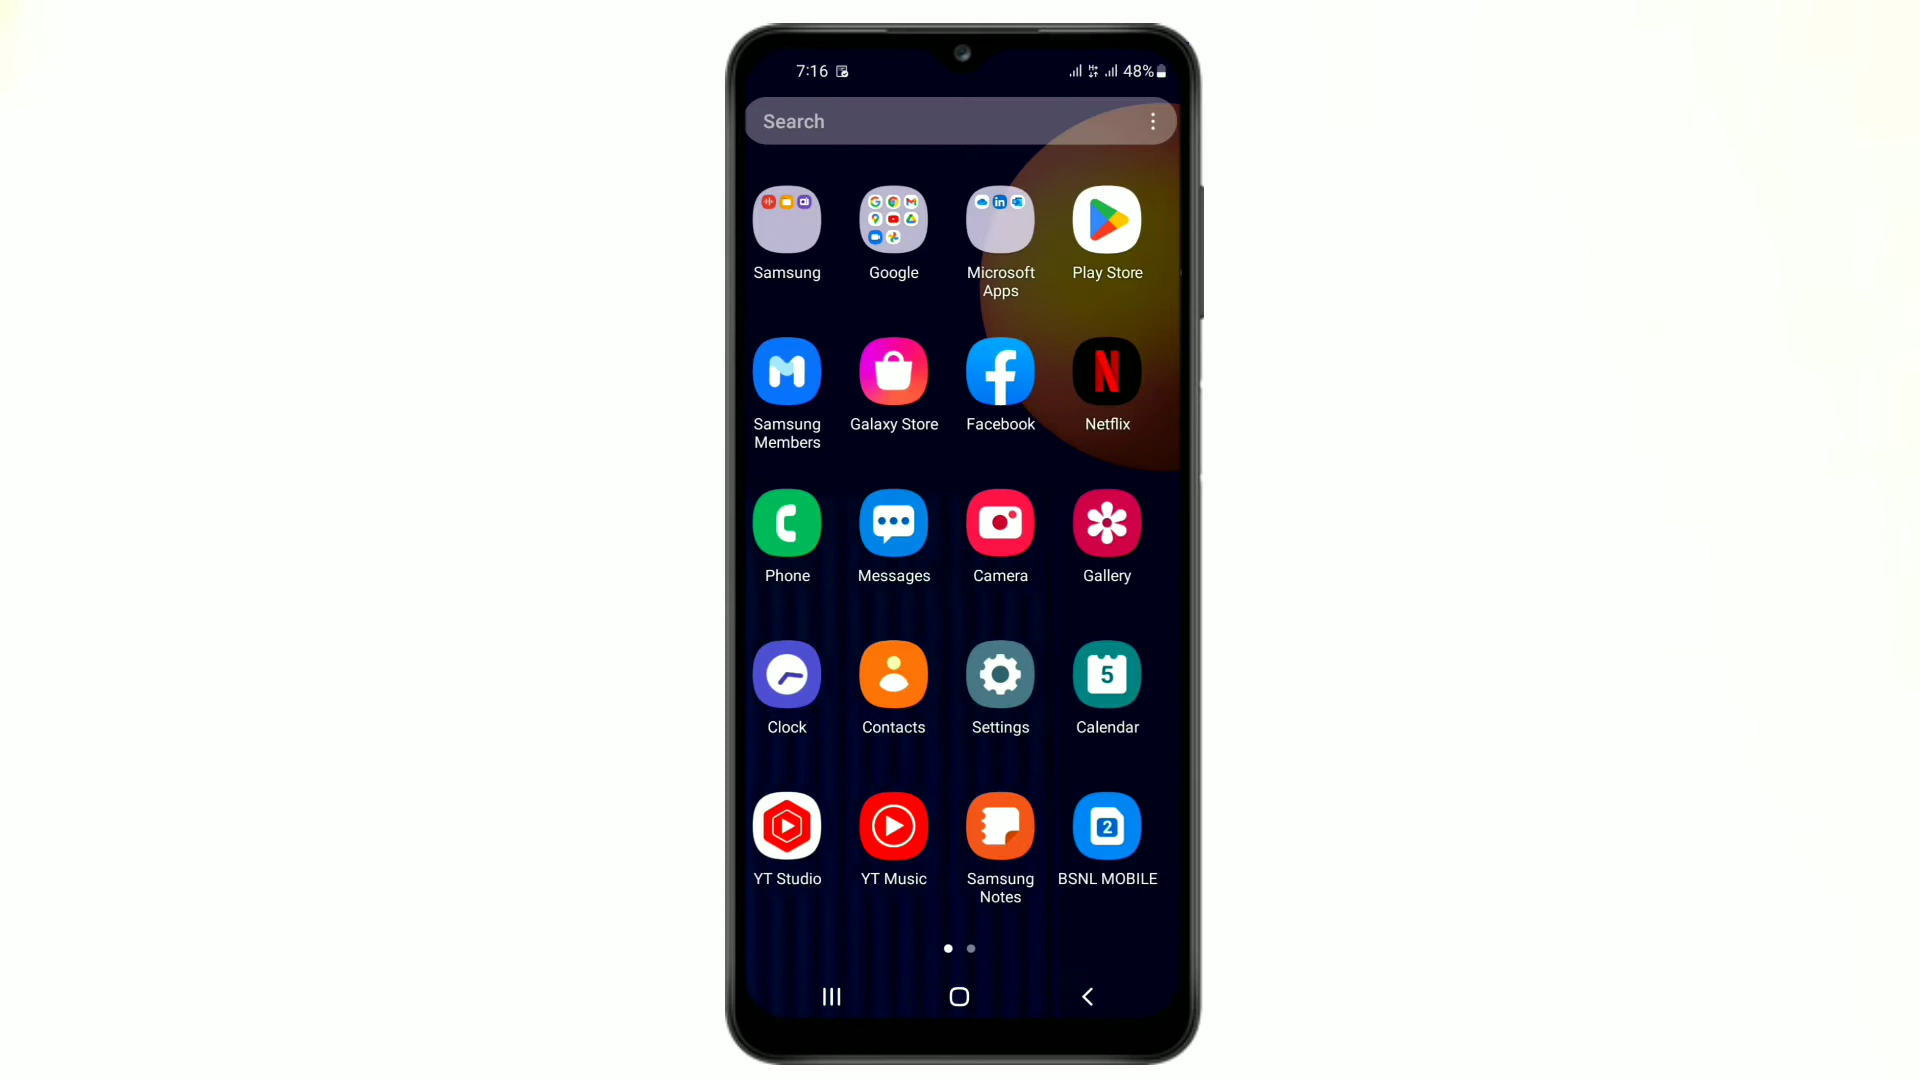 7:16 48%
Search
Samsung Google Microsoft Apps Play Store
Samsung Members Galaxy Store Facebook Netflix
Phone Messages Camera Gallery
5
Clock Contacts Settings Calendar
2
YT Studio YT Music Samsung Notes BSNL MOBILE